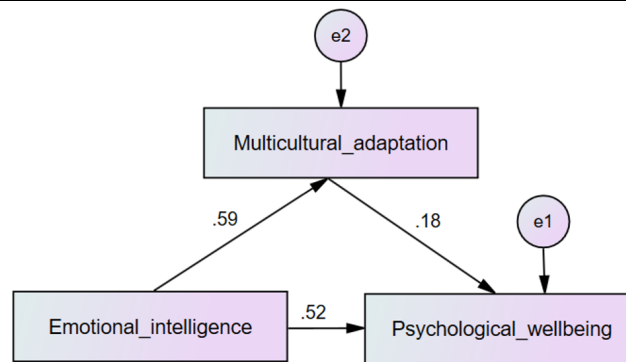 e2
Multicultural_adaptation
.59
.18
e1
Emotional_intelligence
.52
Psychological_wellbeing